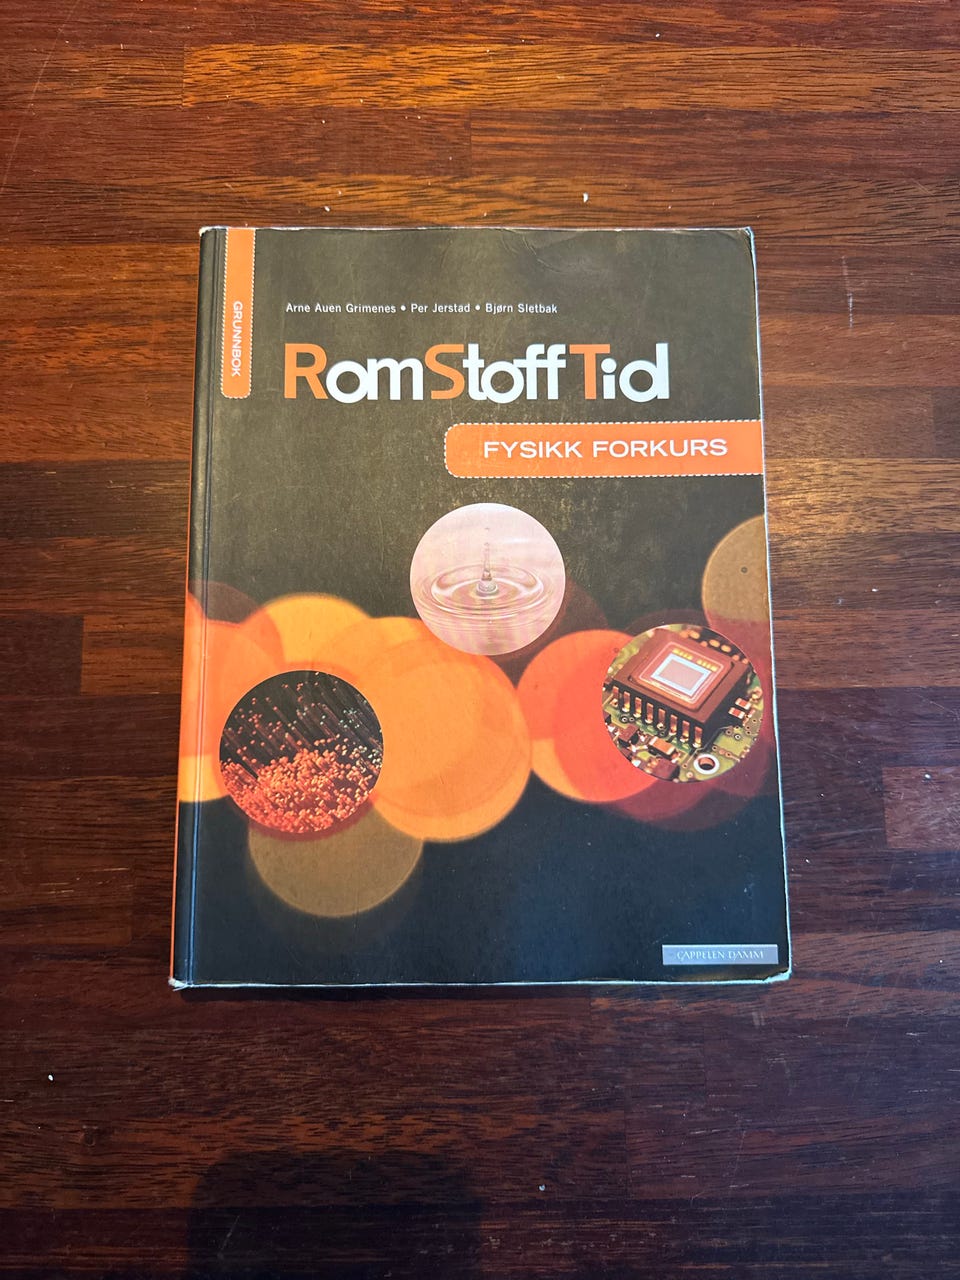 GRUNNBOK
Arne Auen Grimenes • Per Jerstad • Bjørn Sletbak
RomStoffTid
FYSIKK FORKURS
CAPPELEN DAMM